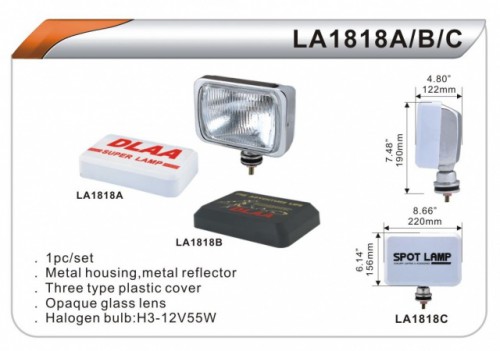 LA1818A/B/C
4.80"
122mm
7.48"
190mm
DLAA
SUPER LAMP
LA1818A
DLAA
LA1818B
8.66"
220mm
6.14"
156mm
SPOT LAMP
LA1818C
. 1pc/set
. Metal housing,metal reflector
. Three type plastic cover
. Opaque glass lens
. Halogen bulb:H3-12V55W